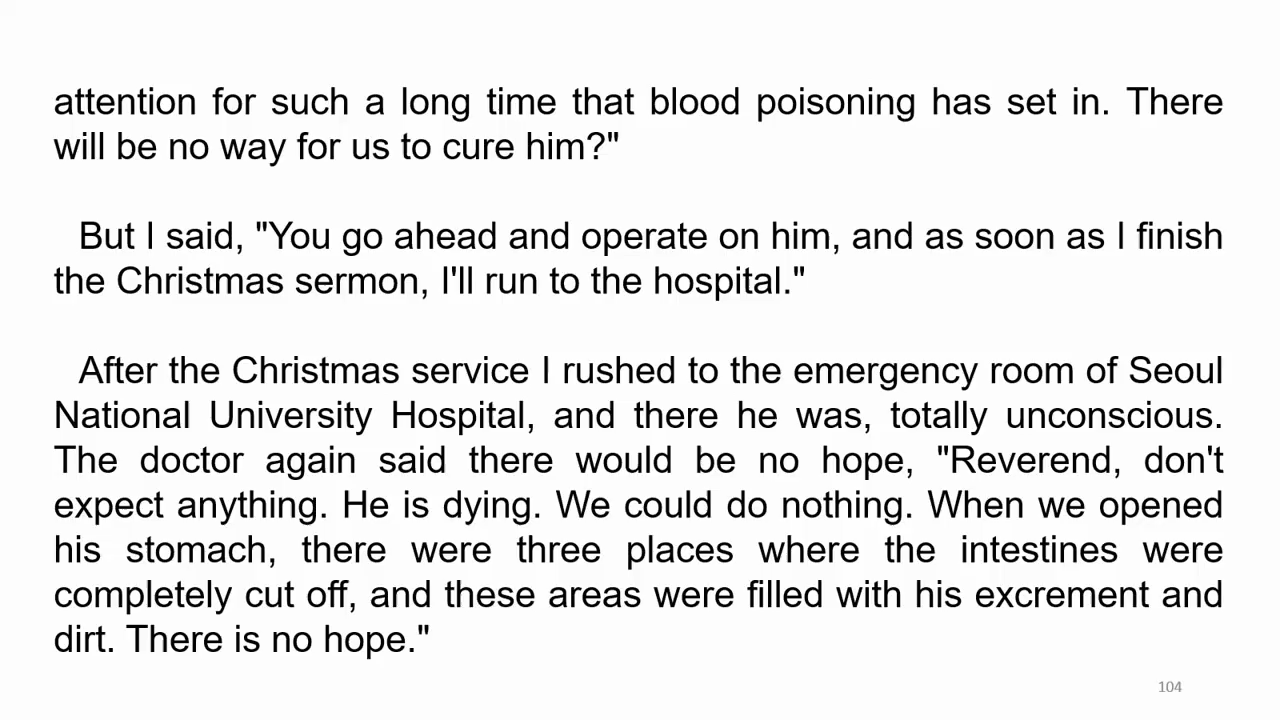 attention for such a long time that blood poisoning has set in. There
will be no way for us to cure him?"
But I said, "You go ahead and operate on him, and as soon as I finish
the Christmas sermon, I'll run to the hospital."
After the Christmas service I rushed to the emergency room of Seoul
National University Hospital, and there he was, totally unconscious.
The doctor again said there would be no hope, "Reverend, don't
expect anything. He is dying. We could do nothing. When we opened
his stomach, there were three places where the intestines were
completely cut off, and these areas were filled with his excrement and
dirt. There is no hope."
104